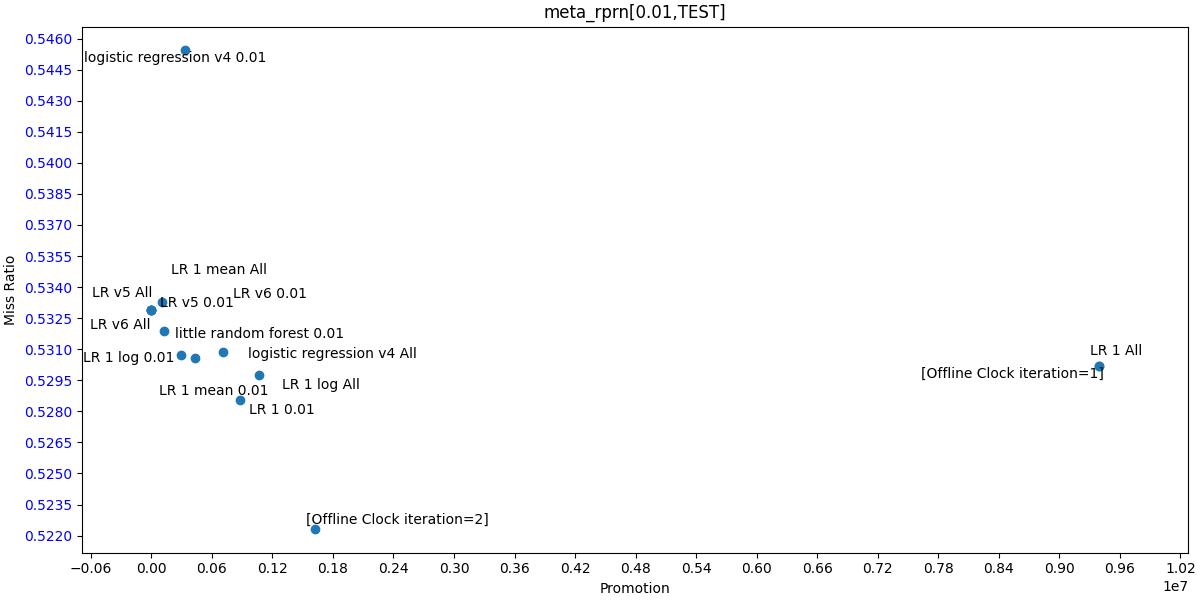 meta_rprn[0.01,TEST]
Miss Ratio
0.5460
0.5445
0.5430
0.5415
0.5400
0.5385
0.5370
0.5355
0.5340
0.5325
0.5310
0.5295
0.5280
0.5265
0.5250
0.5235
0.5220
logistic regression v4 0.01
LR 1 mean All
LR v5 All
LR v6 0.01
LR v5 0.01
LR v6 All
little random forest 0.01
LR 1 log 0.01
logistic regression v4 All
LR 1 All
[Offline Clock iteration=1]
LR 1 log All
LR 1 mean 0.01
LR 1 0.01
[Offline Clock iteration=2]
−0.06 0.00 0.06 0.12 0.18 0.24 0.30 0.36 0.42 0.48 0.54 0.60 0.66 0.72 0.78 0.84 0.90 0.96 1.02
1e7
Promotion